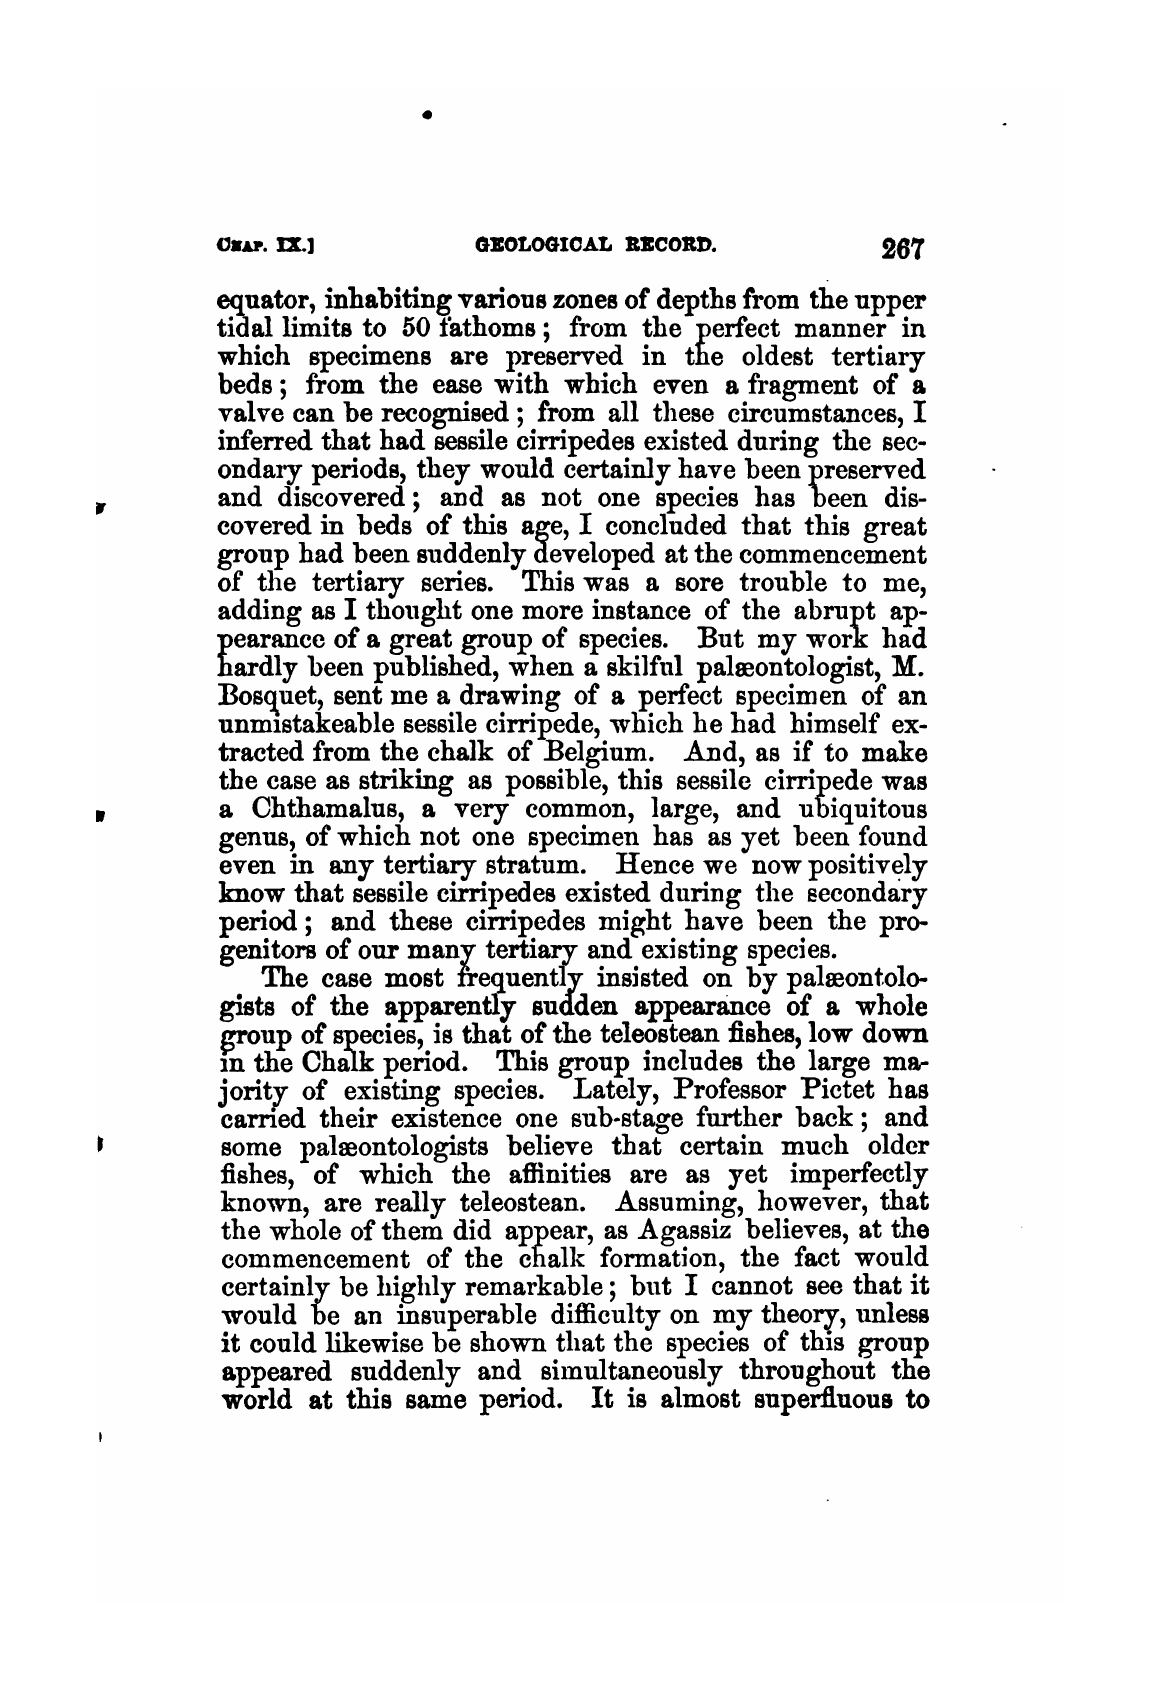 CHAP. IX.] GEOLOGICAL RECORD. 267
equator, inhabiting various zones of depths from the upper
tidal limits to 50 fathoms; from the perfect manner in
which specimens are preserved in the oldest tertiary
beds; from the ease with which even a fragment of a
valve can be recognised; from all these circumstances, I
inferred that had sessile cirripedes existed during the sec-
ondary periods, they would certainly have been preserved
and discovered; and as not one species has been dis-
covered in beds of this age, I concluded that this great
group had been suddenly developed at the commencement
of the tertiary series. This was a sore trouble to me,
adding as I thought one more instance of the abrupt ap-
pearance of a great group of species. But my work had
hardly been published, when a skilful palæontologist, M.
Bosquet, sent me a drawing of a perfect specimen of an
unmistakeable sessile cirripede, which he had himself ex-
tracted from the chalk of Belgium. And, as if to make
the case as striking as possible, this sessile cirripede was
a Chthamalus, a very common, large, and ubiquitous
genus, of which not one specimen has as yet been found
even in any tertiary stratum. Hence we now positively
know that sessile cirripedes existed during the secondary
period; and these cirripedes might have been the pro-
genitors of our many tertiary and existing species.
The case most frequently insisted on by palæontolo-
gists of the apparently sudden appearance of a whole
group of species, is that of the teleostean fishes, low down
in the Chalk period. This group includes the large ma-
jority of existing species. Lately, Professor Pictet has
carried their existence one sub-stage further back; and
some palæontologists believe that certain much older
fishes, of which the affinities are as yet imperfectly
known, are really teleostean. Assuming, however, that
the whole of them did appear, as Agassiz believes, at the
commencement of the chalk formation, the fact would
certainly be highly remarkable; but I cannot see that it
would be an insuperable difficulty on my theory, unless
it could likewise be shown that the species of this group
appeared suddenly and simultaneously throughout the
world at this same period. It is almost superfluous to